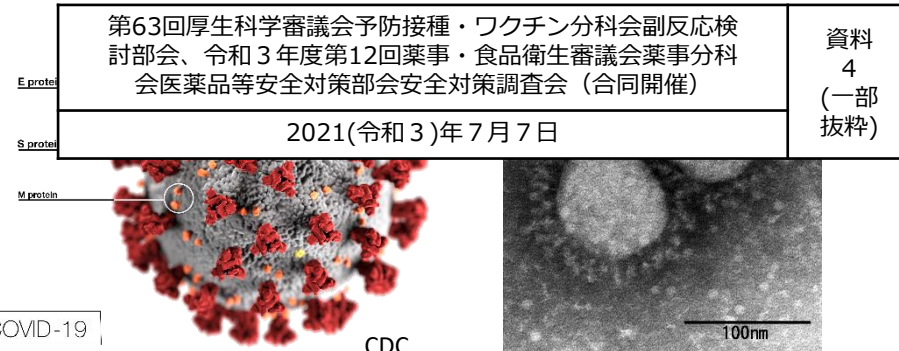 第63回厚生科学審議会予防接種・ワクチン分科会副反応検
討部会、令和３年度第12回薬事・食品衛生審議会薬事分科
会医薬品等安全対策部会安全対策調査会（合同開催）
資料
4
(一部
抜粋)
2021(令和３)年７月７日
E protei
S protei
M protein
COVID-19
CDC
100nm